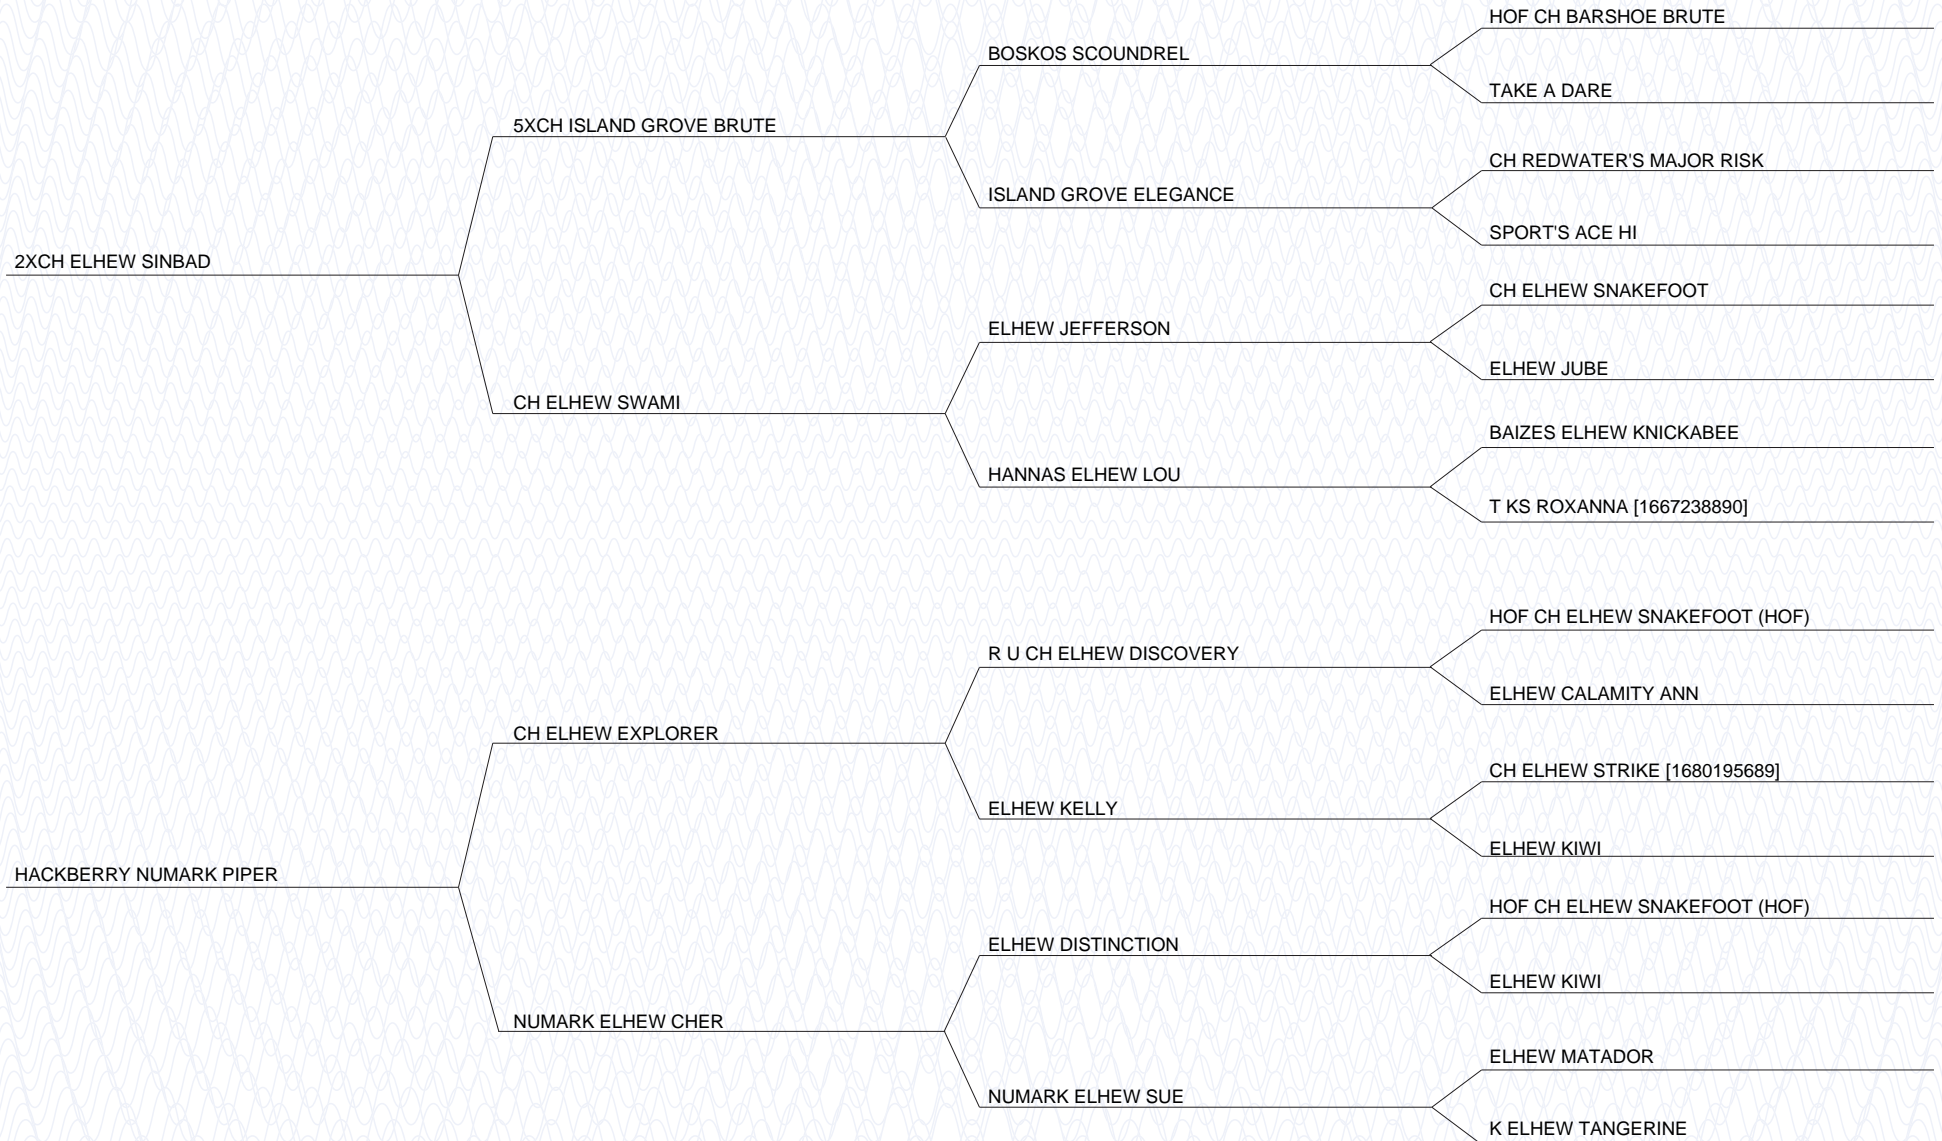 HOF CH BARSHOE BRUTE
BOSKOS SCOUNDREL
TAKE A DARE
5XCH ISLAND GROVE BRUTE
CH REDWATER'S MAJOR RISK
ISLAND GROVE ELEGANCE
SPORT'S ACE HI
2XCH ELHEW SINBAD
CH ELHEW SNAKEFOOT
ELHEW JEFFERSON
ELHEW JUBE
CH ELHEW SWAMI
BAIZES ELHEW KNICKABEE
HANNAS ELHEW LOU
T KS ROXANNA [1667238890]
HOF CH ELHEW SNAKEFOOT (HOF)
R U CH ELHEW DISCOVERY
ELHEW CALAMITY ANN
CH ELHEW EXPLORER
CH ELHEW STRIKE [1680195689]
ELHEW KELLY
ELHEW KIWI
HACKBERRY NUMARK PIPER
HOF CH ELHEW SNAKEFOOT (HOF)
ELHEW DISTINCTION
ELHEW KIWI
NUMARK ELHEW CHER
ELHEW MATADOR
NUMARK ELHEW SUE
K ELHEW TANGERINE